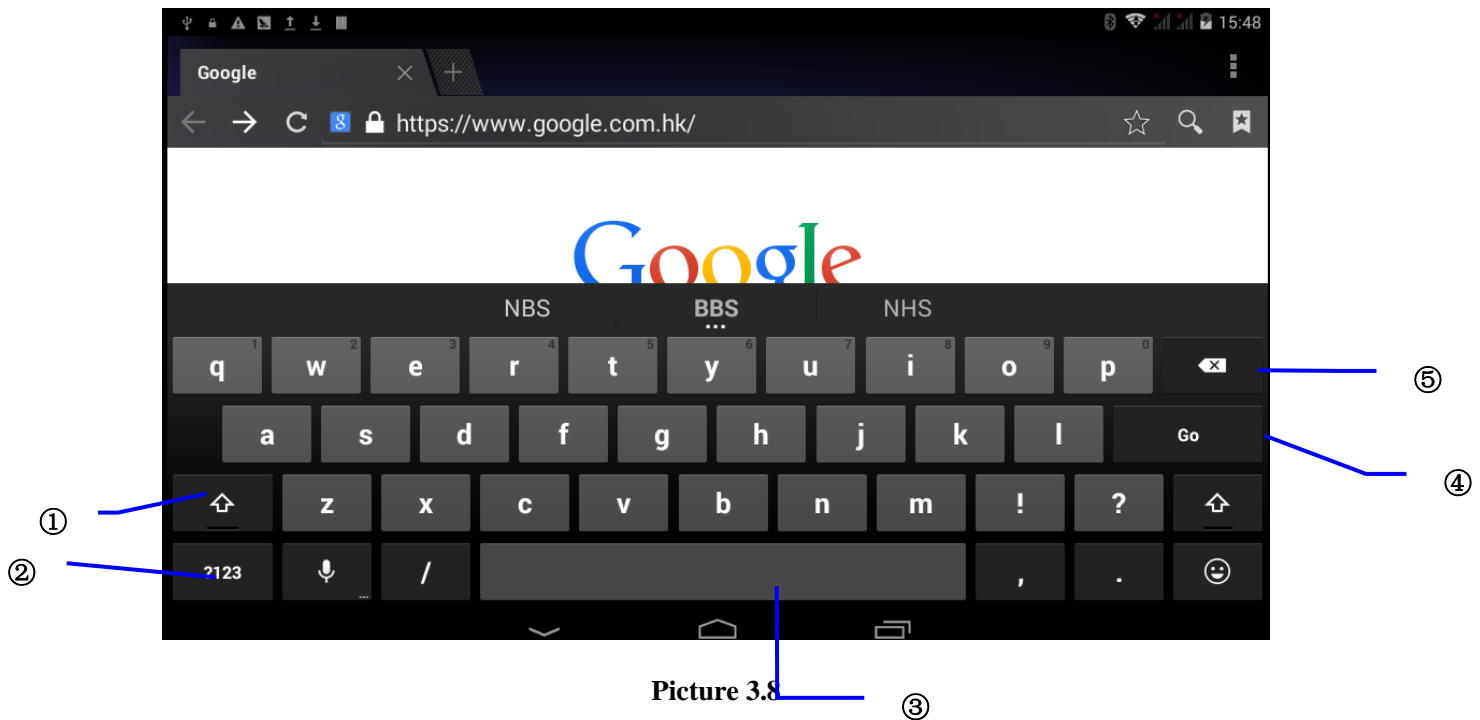 15:48
Google
8 https://www.google.com.hk/
Google
NBS BBS NHS
q 1 w 2 e 3 r 4 t 5 y 6 u 7 i 8 o 9 p 0 ⑤
a s d f g h j k l Go ④
① z x c v b n m ! ?
② ?123 / , .
Picture 3.8 ③